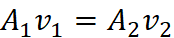 A₁v₁ = A₂v₂